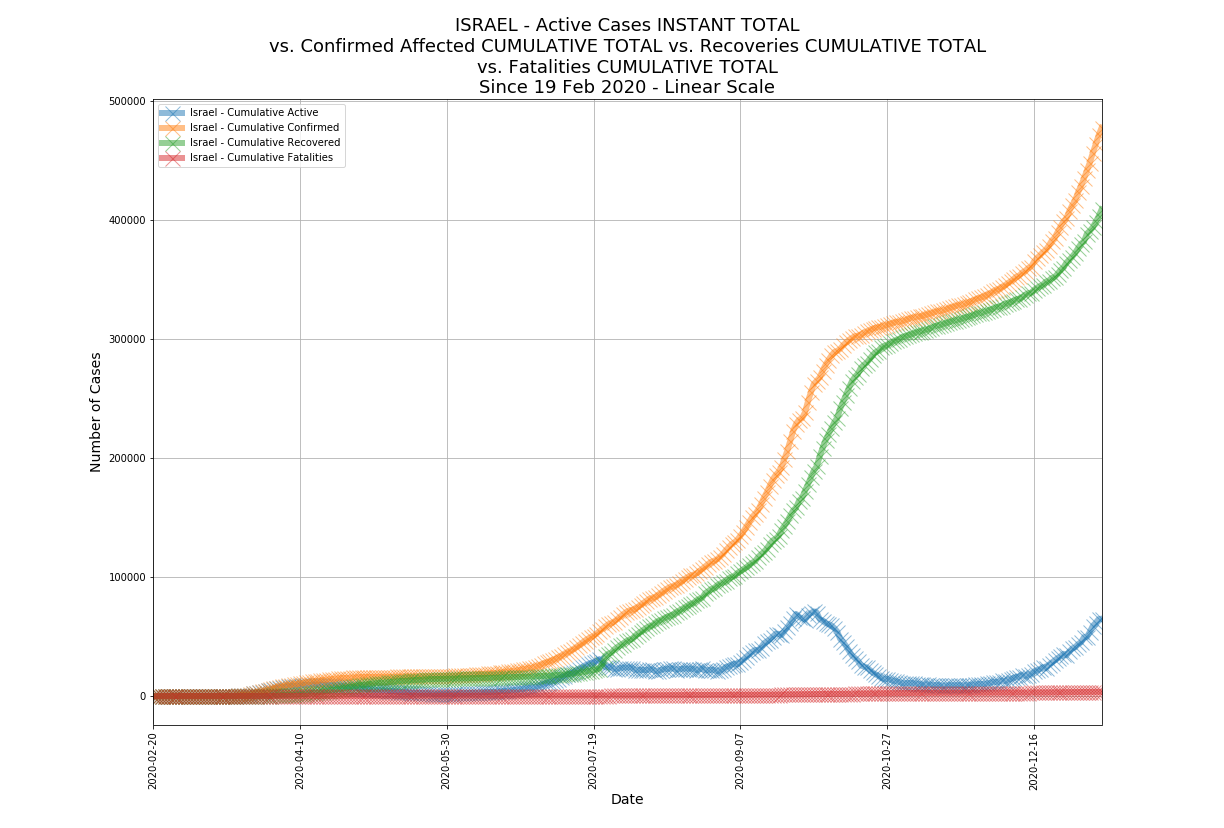 ISRAEL - Active Cases INSTANT TOTAL
vs. Confirmed Affected CUMULATIVE TOTAL vs. Recoveries CUMULATIVE TOTAL
vs. Fatalities CUMULATIVE TOTAL
Since 19 Feb 2020 - Linear Scale
Israel - Cumulative Active
Israel - Cumulative Confirmed
Israel - Cumulative Recovered
Israel - Cumulative Fatalities
Number of Cases
500000
400000
300000
200000
100000
0
2020-02-20
2020-04-10
2020-05-30
2020-07-19
2020-09-07
2020-10-27
2020-12-16
Date